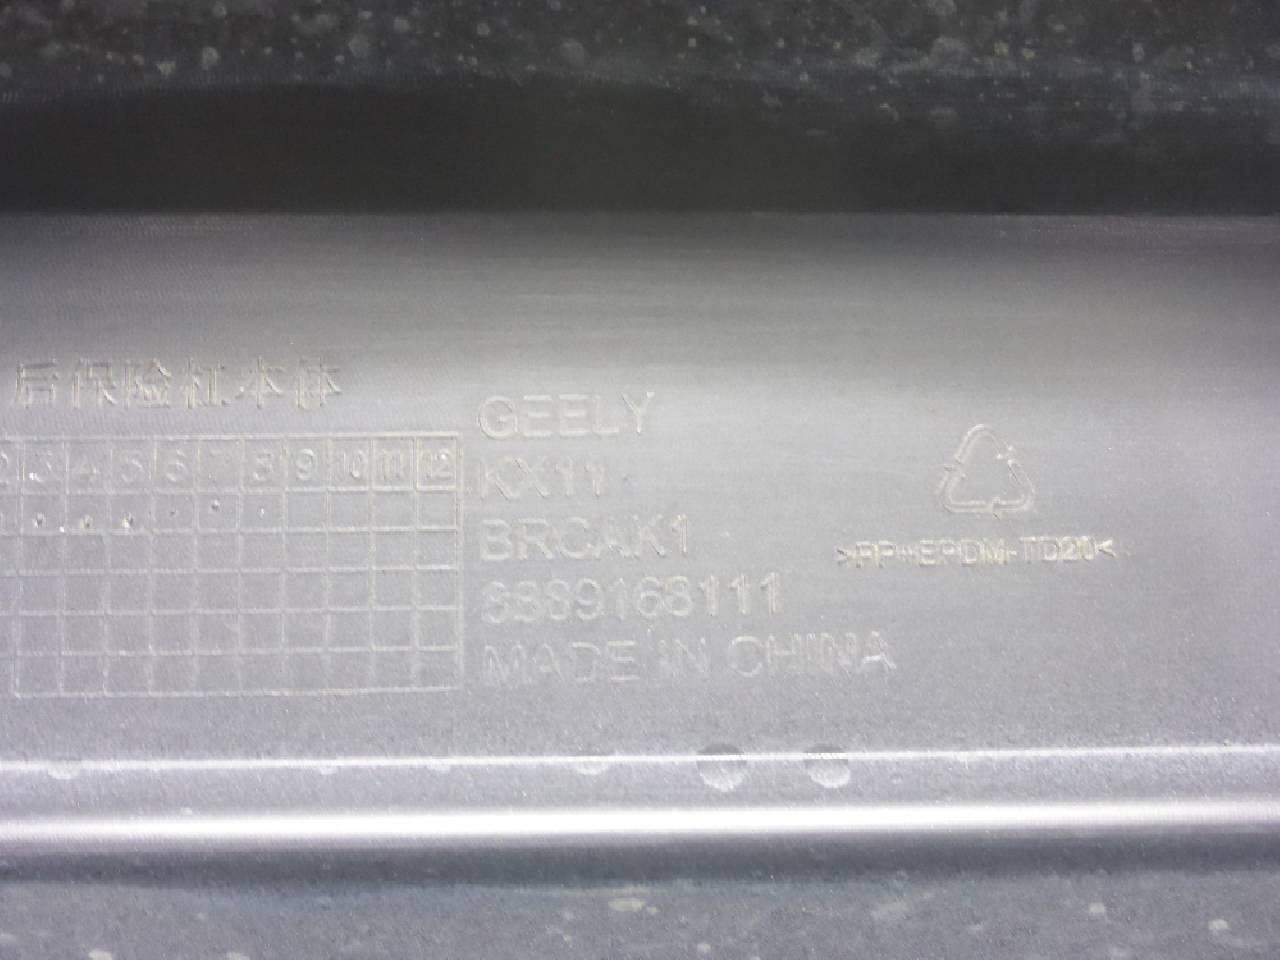 后保险杠本体
2 3 4 5 6 7 8 9 10 11 12
GEELY
KX11
BRCAK1
8889168111
MADE IN CHINA
>PP+EPDM-TD20<